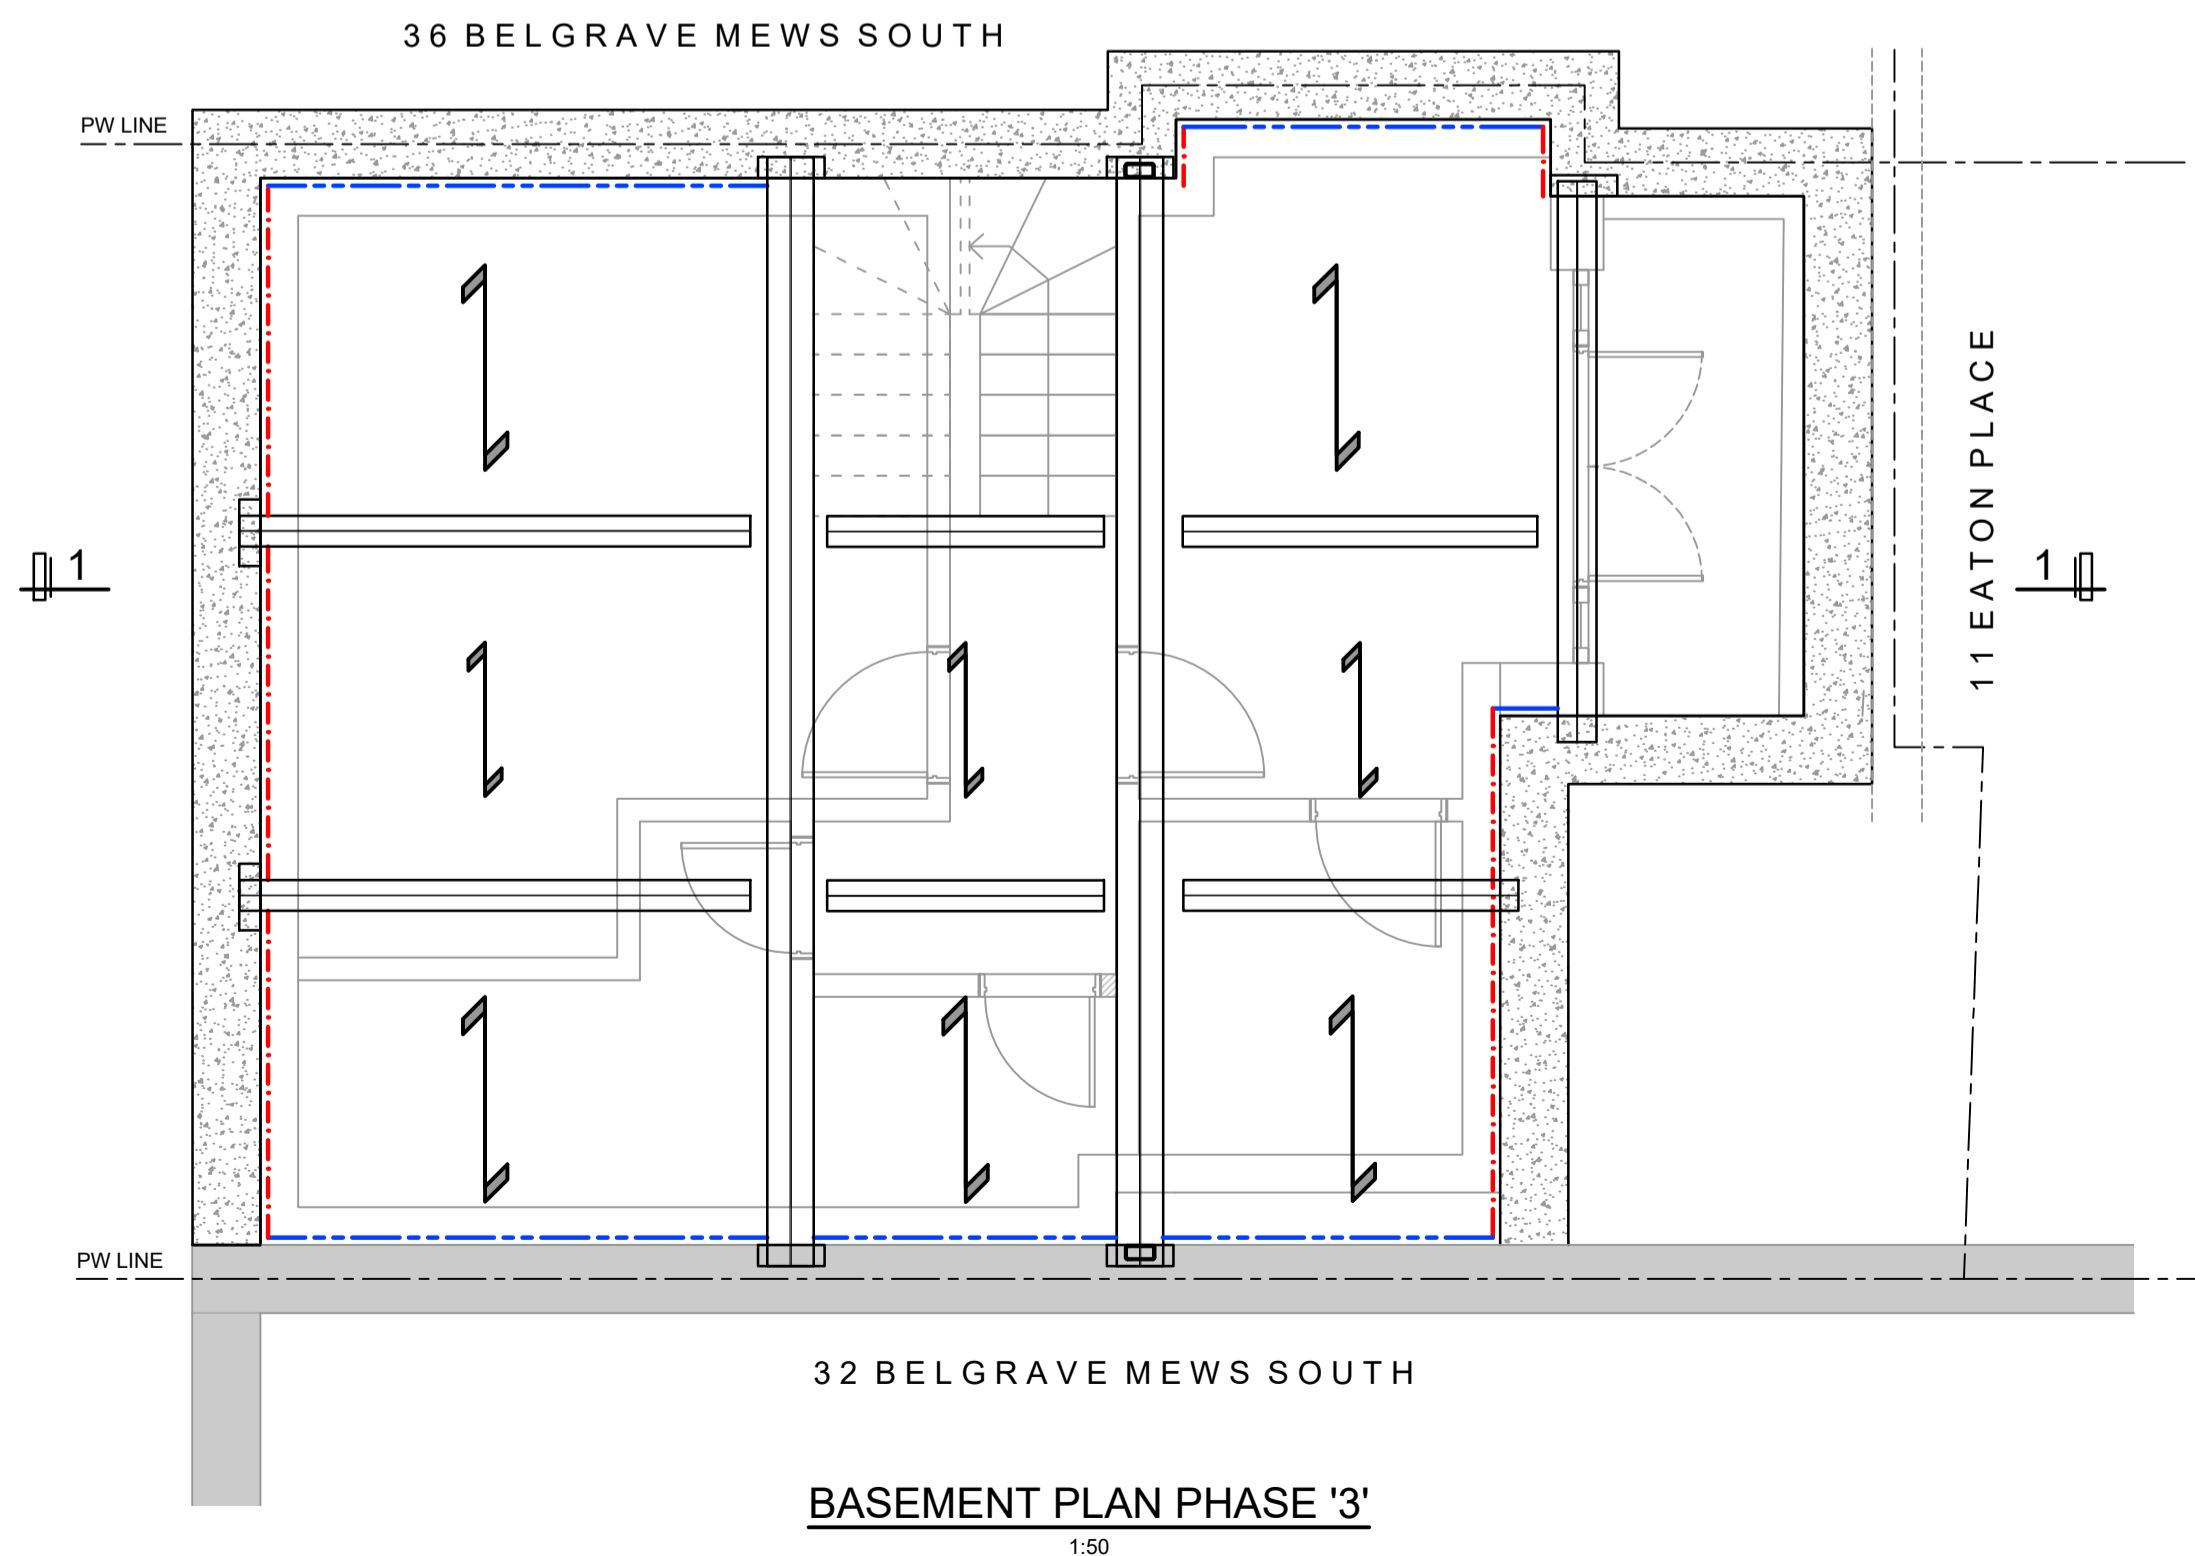 36 BELGRAVE MEWS SOUTH
PW LINE
11 EATON PLACE
1
1
PW LINE
32 BELGRAVE MEWS SOUTH
BASEMENT PLAN PHASE '3'
1:50